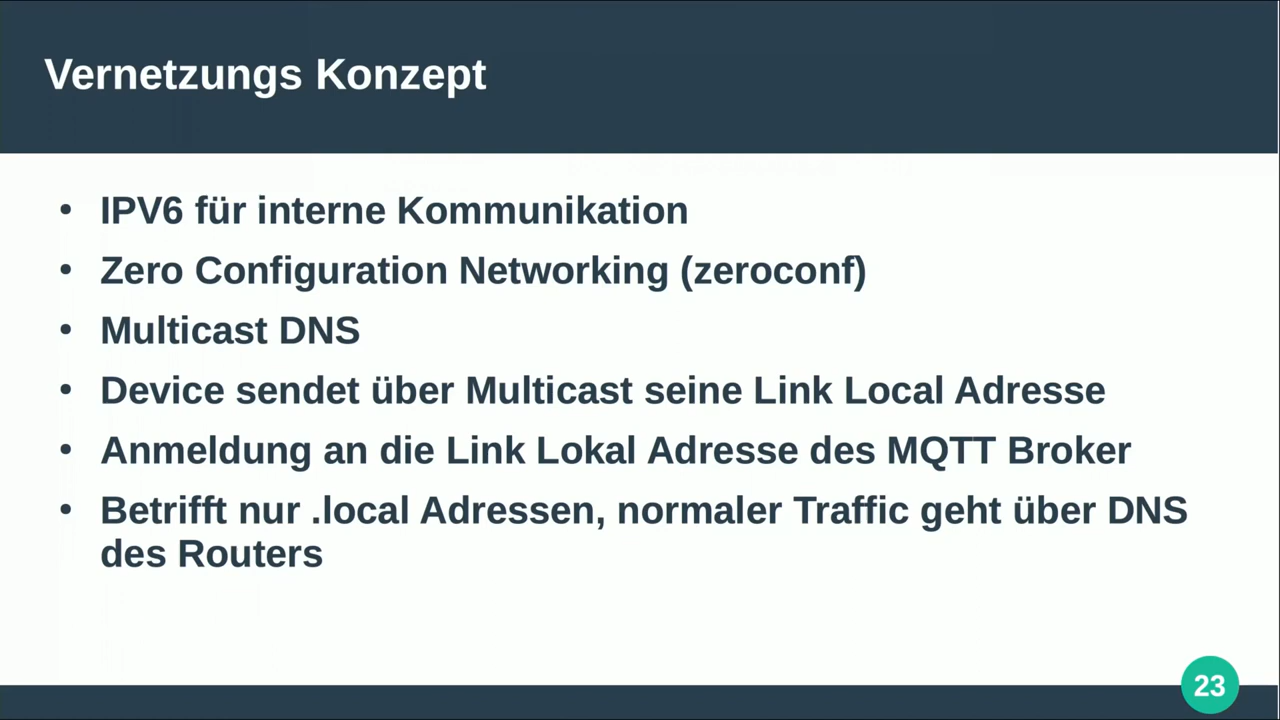 Vernetzungs Konzept
• IPV6 für interne Kommunikation
• Zero Configuration Networking (zeroconf)
• Multicast DNS
• Device sendet über Multicast seine Link Local Adresse
• Anmeldung an die Link Lokal Adresse des MQTT Broker
• Betrifft nur .local Adressen, normaler Traffic geht über DNS
des Routers
23